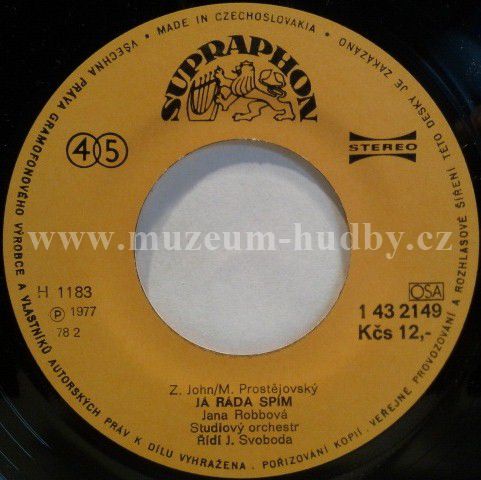 VŠECHNA PRÁVA GRAMOFONOVÉHO VÝROBCE A VLASTNÍKŮ AUTORSKÝCH PRÁV K DÍLU VYHRAŽENA. POŘIZOVÁNÍ KOPIÍ, VEŘEJNÉ PROVOZOVÁNÍ A ROZHLASOVÉ ŠÍŘENÍ TÉTO DESKY JE ZAKÁZÁNO
• MADE IN CZECHOSLOVAKIA •
SUPRAPHON
45
STEREO
www.muzeum-hudby.cz
H 1183
Ⓟ 1977
78 2
OSA
1 43 2149
Kčs 12,-
Z. John/M. Prostějovský
JÁ RÁDA SPÍM
Jana Robbová
Studiový orchestr
Řídí J. Svoboda